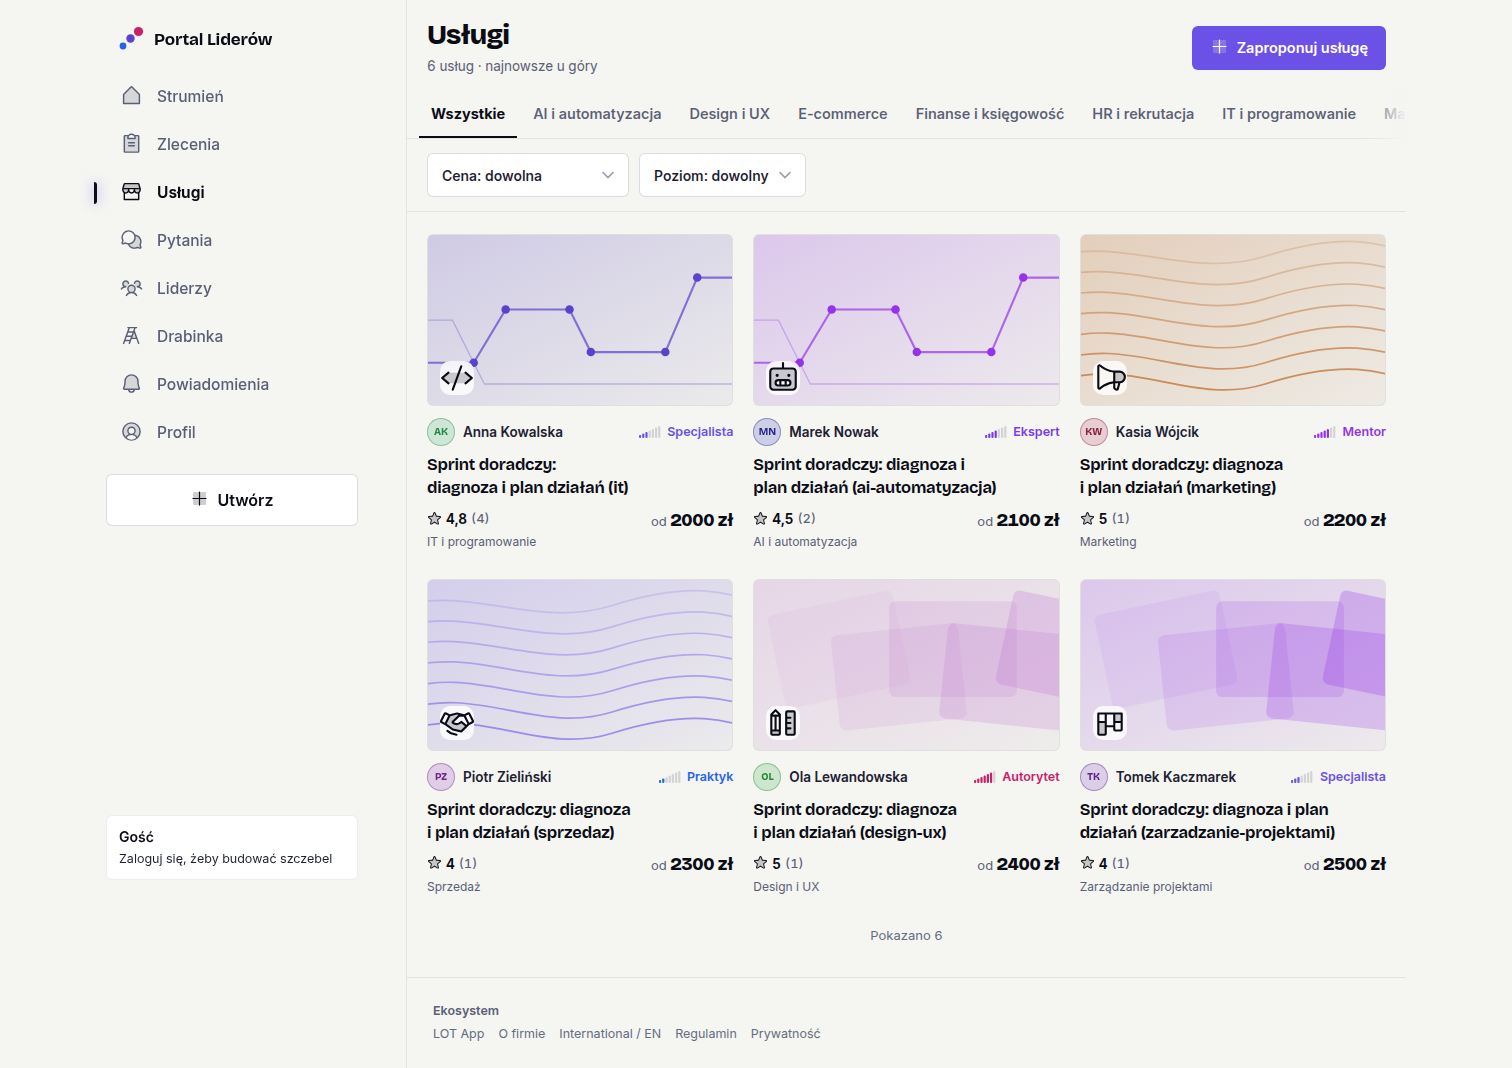 Portal Liderów
Strumień
Zlecenia
Usługi
Pytania
Liderzy
Drabinka
Powiadomienia
Profil
Utwórz
Gość
Zaloguj się, żeby budować szczebel
Usługi
6 usług · najnowsze u góry
Zaproponuj usługę
Wszystkie AI i automatyzacja Design i UX E-commerce Finanse i księgowość HR i rekrutacja IT i programowanie
Cena: dowolna Poziom: dowolny
AK Anna Kowalska Specjalista
Sprint doradczy:
diagnoza i plan działań (it)
4,8 (4) od 2000 zł
IT i programowanie
MN Marek Nowak Ekspert
Sprint doradczy: diagnoza i
plan działań (ai-automatyzacja)
4,5 (2) od 2100 zł
AI i automatyzacja
KW Kasia Wójcik Mentor
Sprint doradczy: diagnoza
i plan działań (marketing)
5 (1) od 2200 zł
Marketing
PZ Piotr Zieliński Praktyk
Sprint doradczy: diagnoza
i plan działań (sprzedaz)
4 (1) od 2300 zł
Sprzedaż
OL Ola Lewandowska Autorytet
Sprint doradczy: diagnoza
i plan działań (design-ux)
5 (1) od 2400 zł
Design i UX
TK Tomek Kaczmarek Specjalista
Sprint doradczy: diagnoza i plan
działań (zarzadzanie-projektami)
4 (1) od 2500 zł
Zarządzanie projektami
Pokazano 6
Ekosystem
LOT App O firmie International / EN Regulamin Prywatność